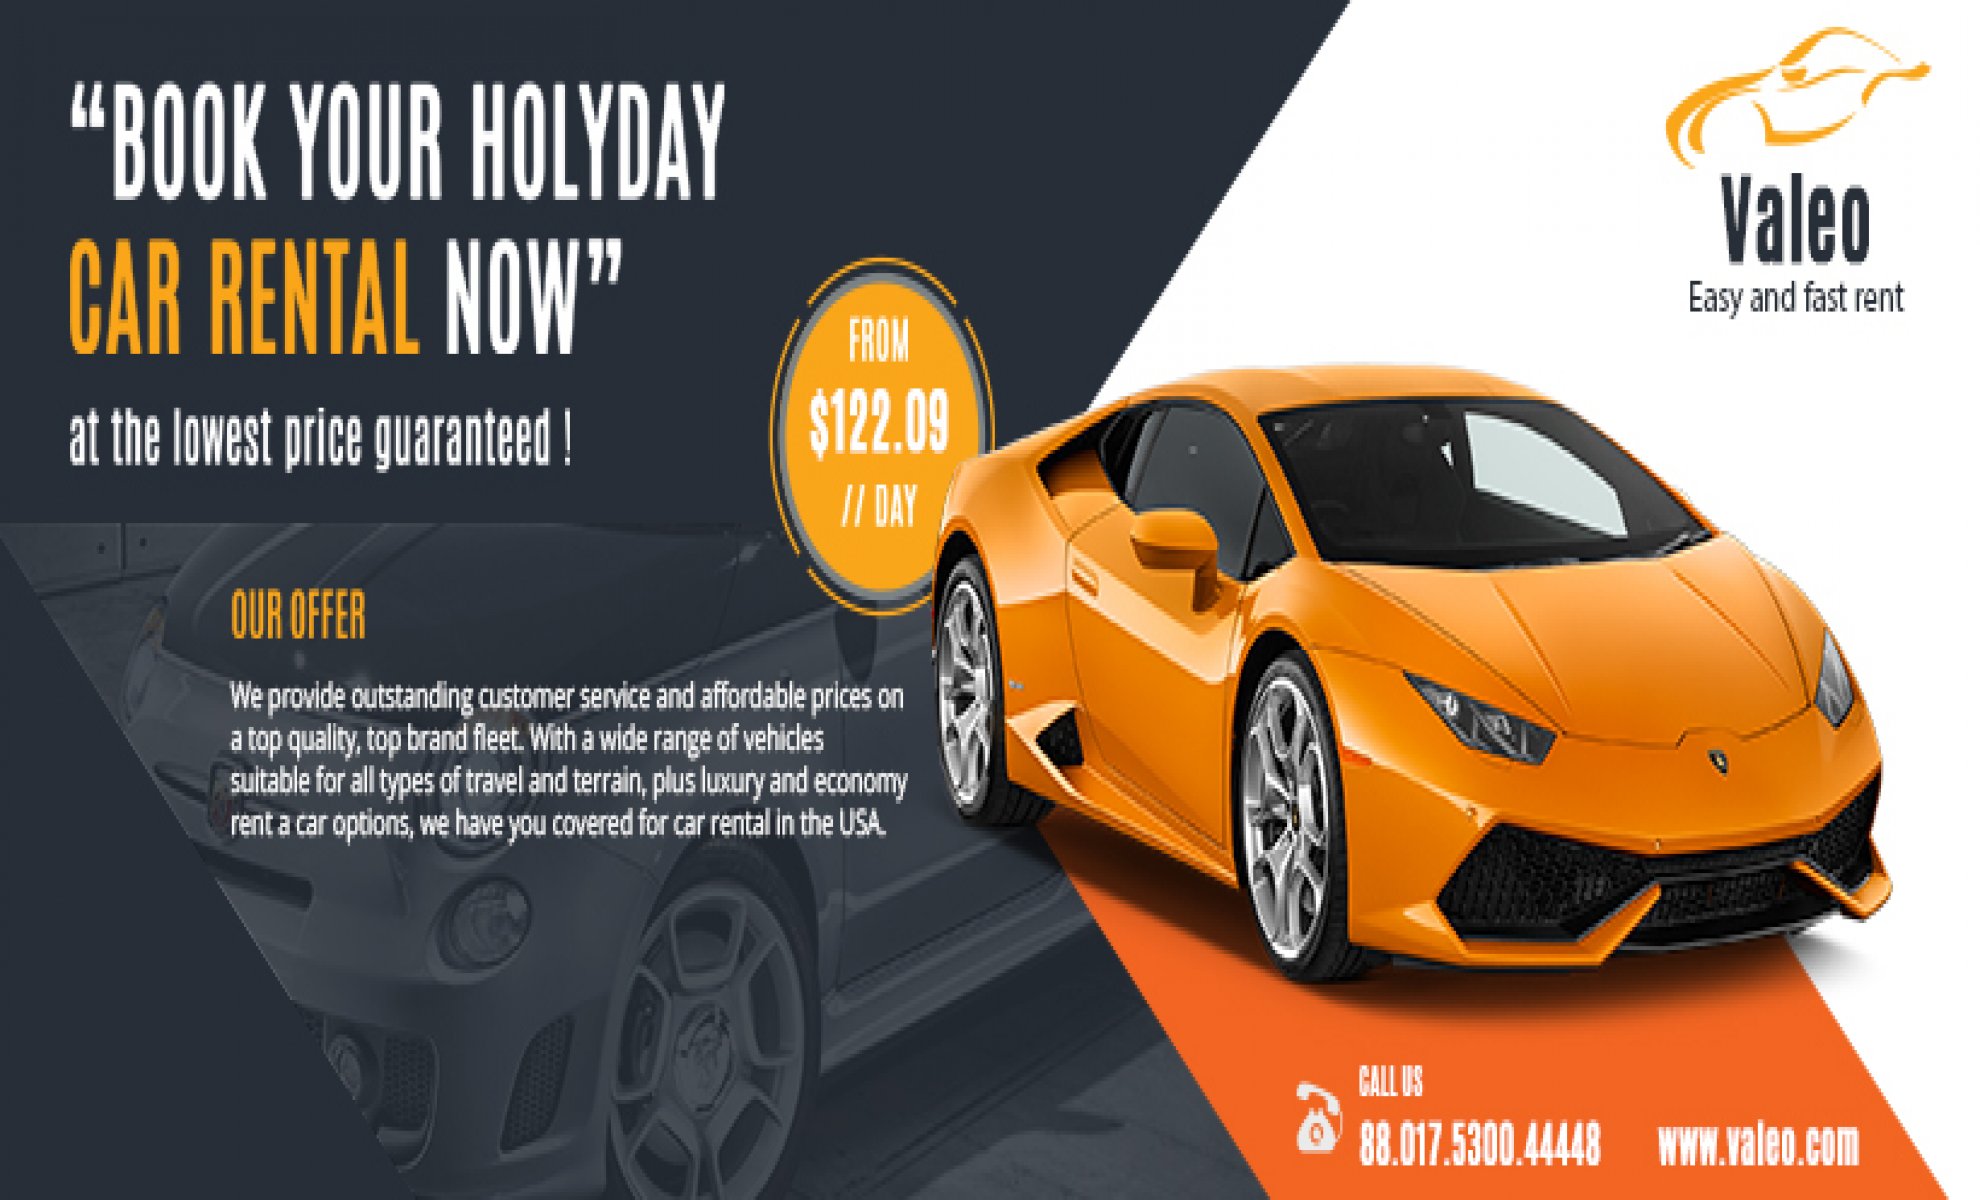 “BOOK YOUR HOLYDAY
CAR RENTAL NOW”
at the lowest price guaranteed !
FROM
$122.09
// DAY
Valeo
Easy and fast rent
OUR OFFER
We provide outstanding customer service and affordable prices on
a top quality, top brand fleet. With a wide range of vehicles
suitable for all types of travel and terrain, plus luxury and economy
rent a car options, we have you covered for car rental in the USA.
CALL US
88.017.5300.44448
www.valeo.com